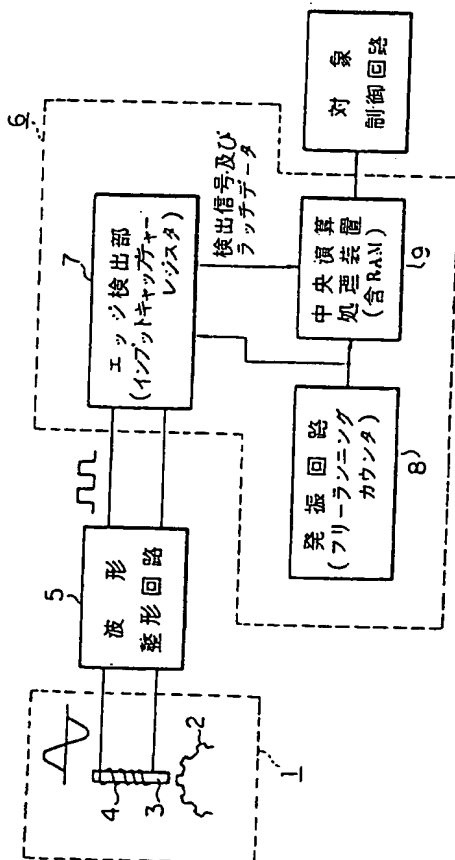 6
7
エッジ検出部
(インプットキャプチャー
レジスタ)
検出信号及び
ラッチデータ
対象
制御回路
5
波形
整形回路
発振回路
(フリーランニング
カウンタ)
8
中央演算
処理装置
(含RAM)
9
4
3
2
1